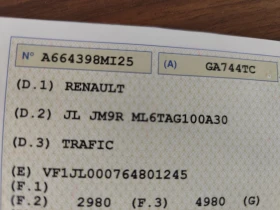 N° A664398MI25 (A) GA744TC
(D.1) RENAULT
(D.2) JL JM9R ML6TAG100A30
(D.3) TRAFIC
(E) VF1JL000764801245
(F.1)
(F.2) 2980 (F.3) 4980 (G)